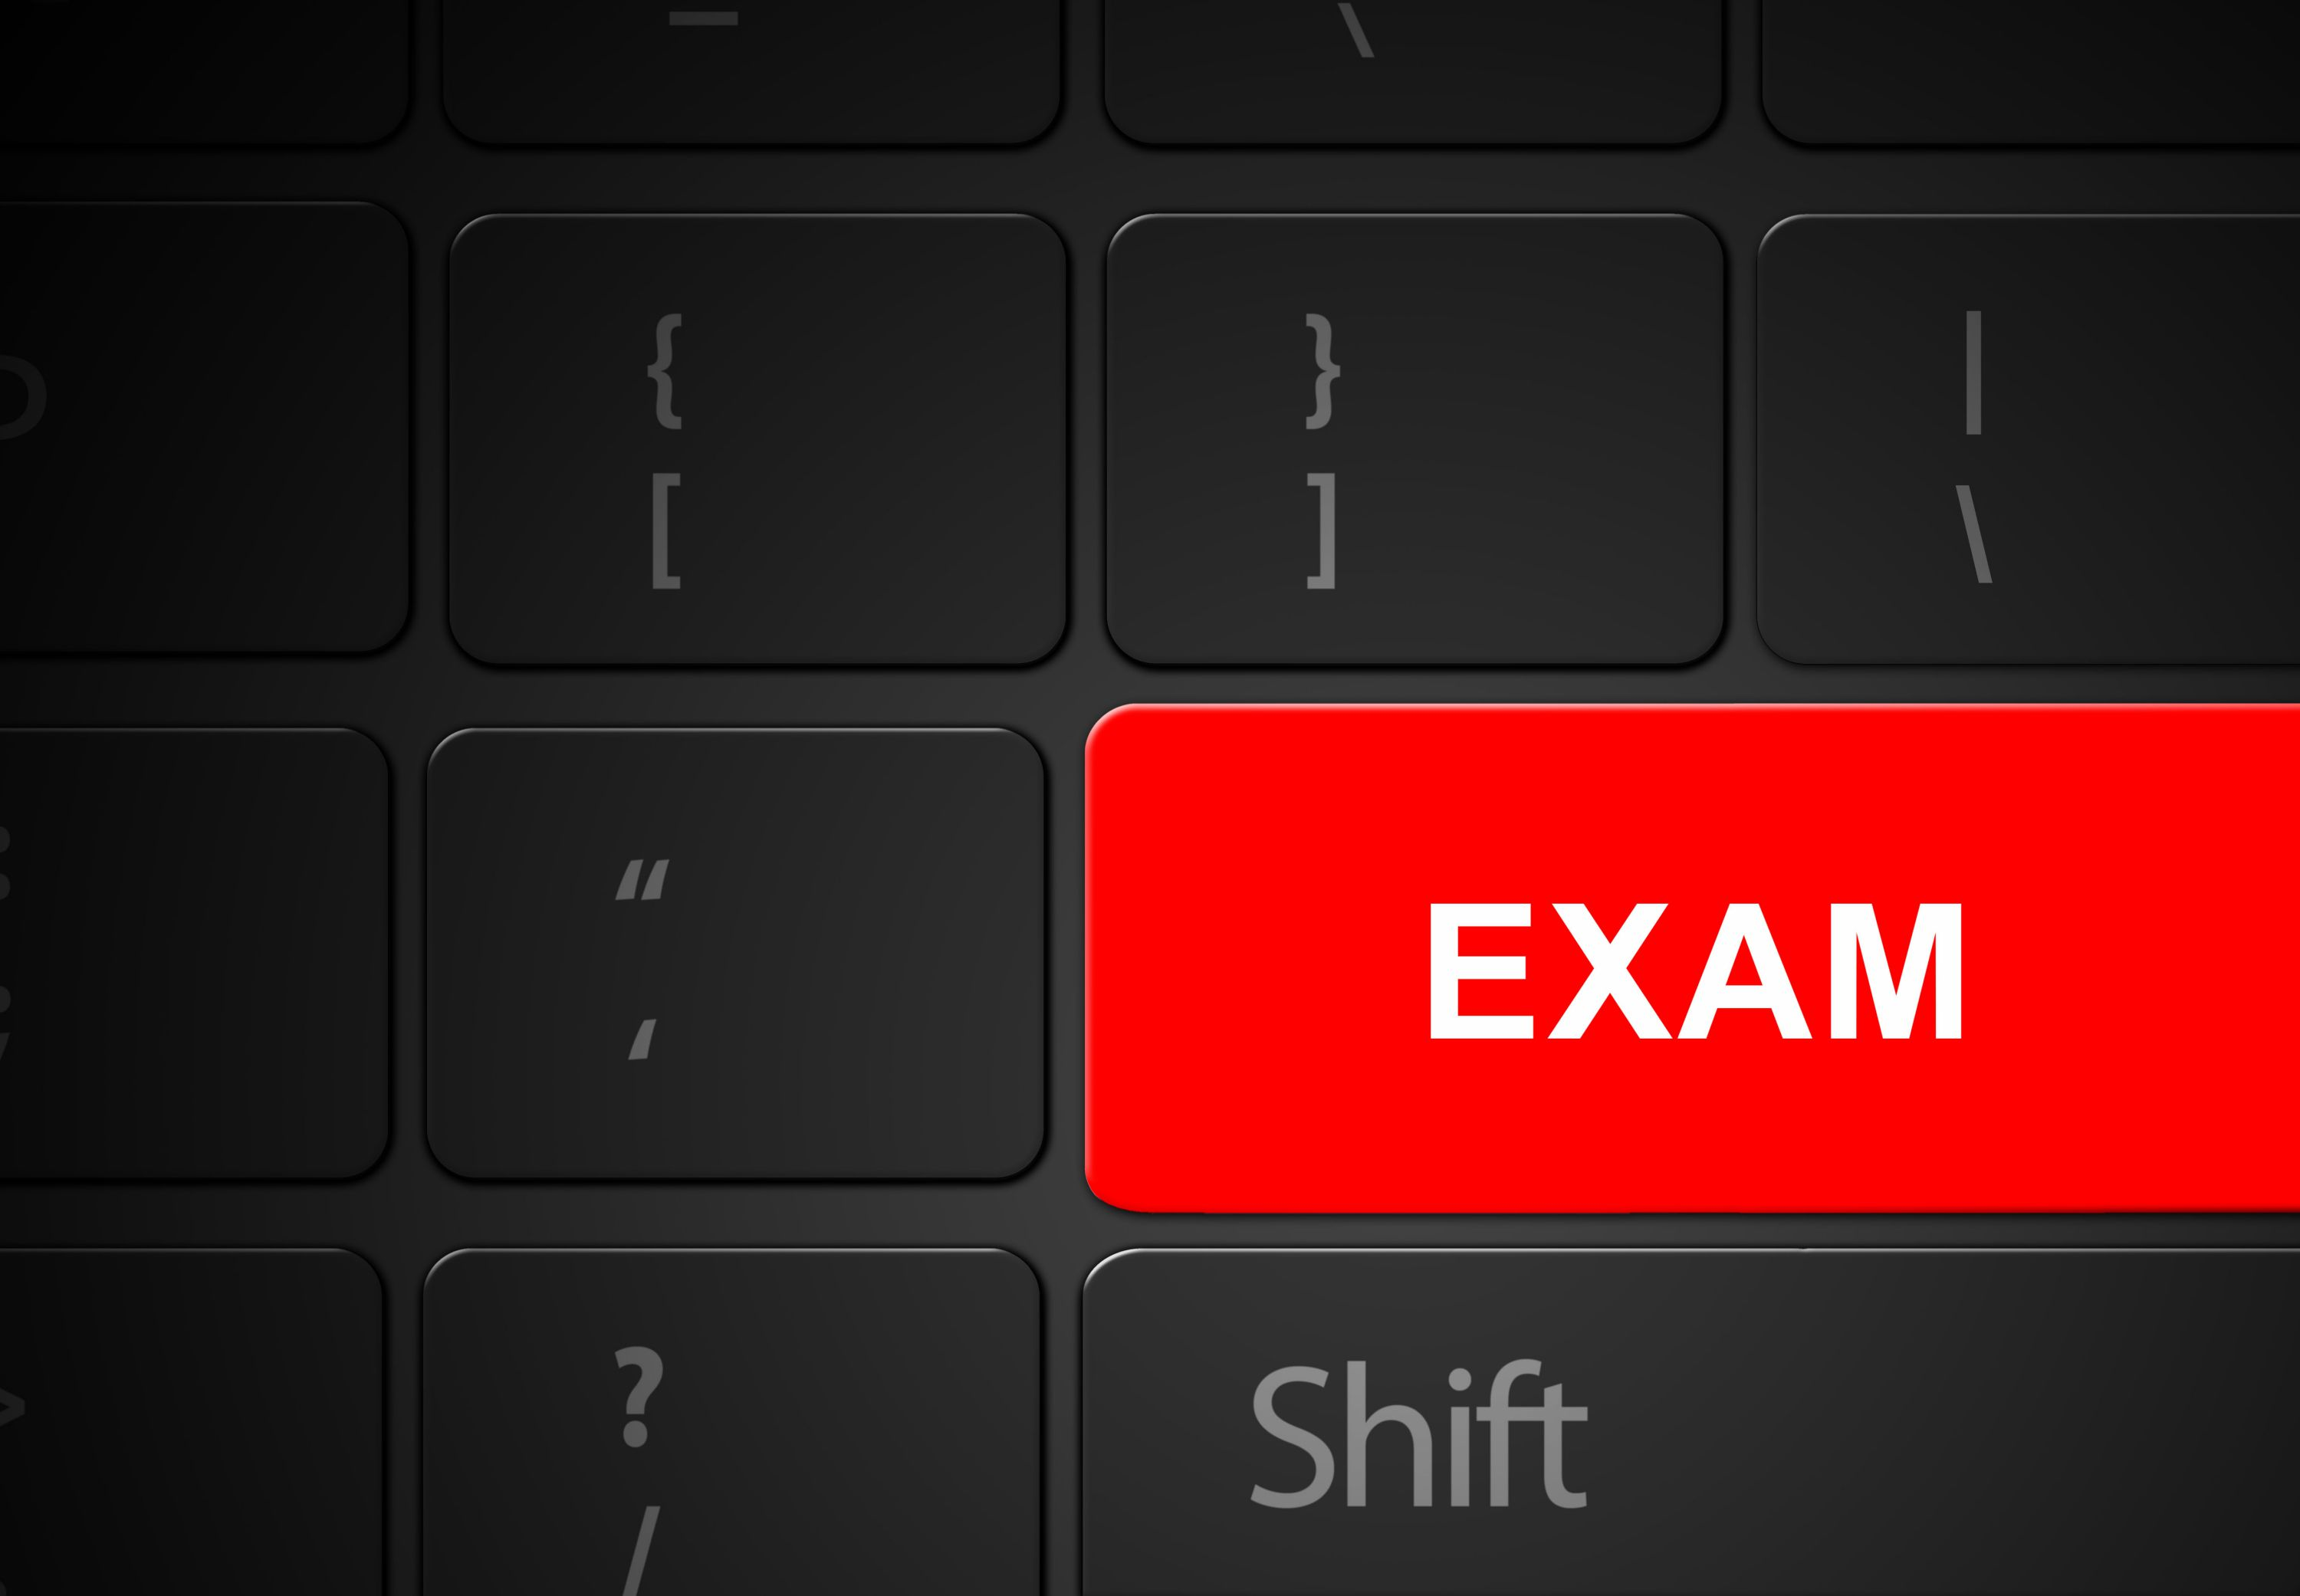 _ \
{ } |
[ ] \
“
‘
EXAM
?
/
Shift